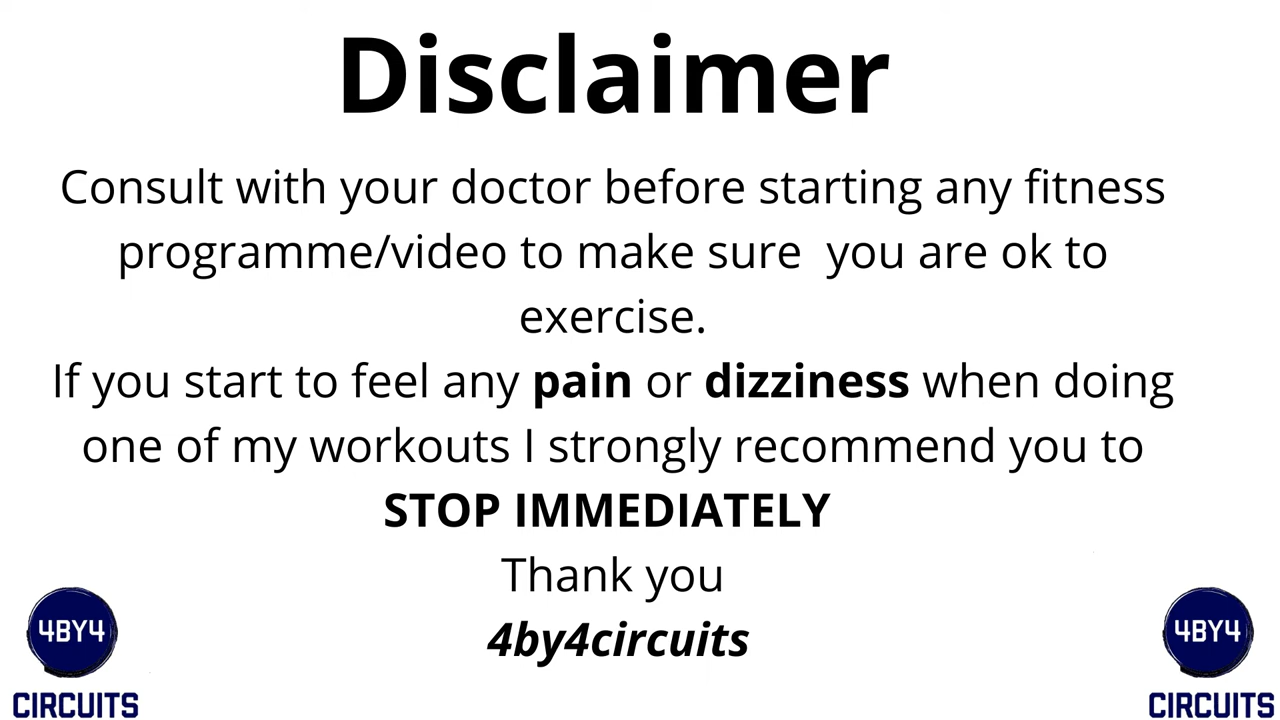 Disclaimer
Consult with your doctor before starting any fitness
programme/video to make sure  you are ok to
exercise.
If you start to feel any pain or dizziness when doing
one of my workouts I strongly recommend you to
STOP IMMEDIATELY
Thank you
4by4circuits
4BY4
CIRCUITS
4BY4
CIRCUITS